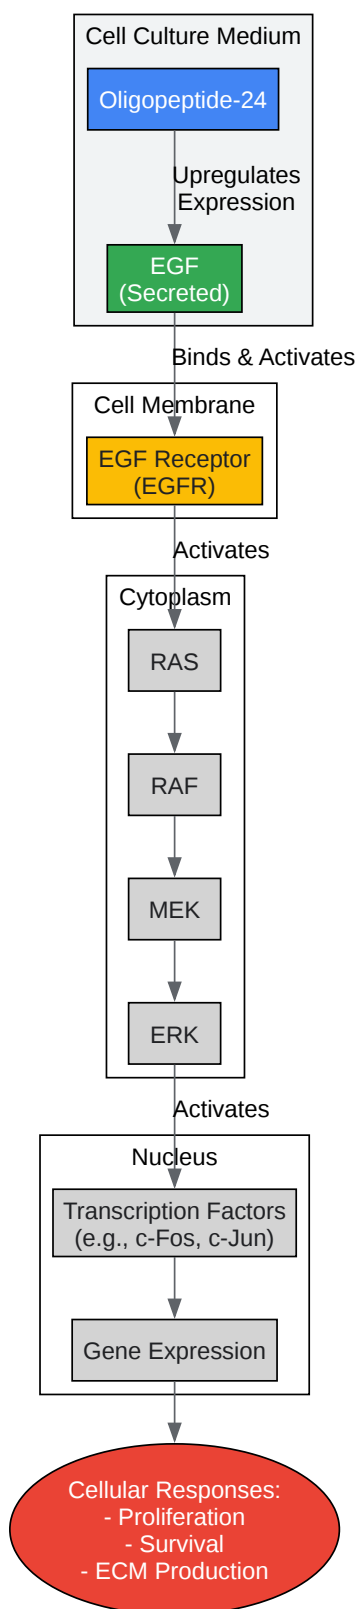 Cell Culture Medium
Oligopeptide-24
Upregulates
Expression
EGF
(Secreted)
Binds & Activates
Cell Membrane
EGF Receptor
(EGFR)
Activates
Cytoplasm
RAS
RAF
MEK
ERK
Activates
Nucleus
Transcription Factors
(e.g., c-Fos, c-Jun)
Gene Expression
Cellular Responses:
- Proliferation
- Survival
- ECM Production